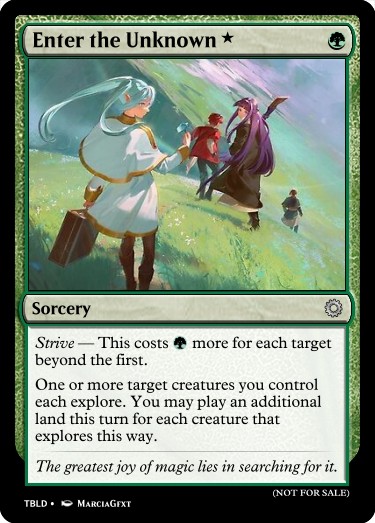 Enter the Unknown ★
Sorcery
Strive — This costs more for each target
beyond the first.
One or more target creatures you control
each explore. You may play an additional
land this turn for each creature that
explores this way.
The greatest joy of magic lies in searching for it.
TBLD • MarciaGfxt
(NOT FOR SALE)